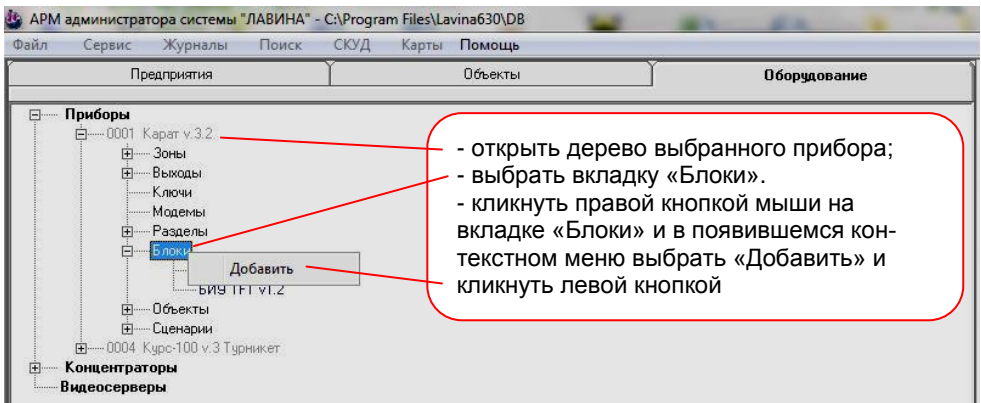 АРМ администратора системы "ЛАВИНА" - C:\Program Files\Lavina630\DB
Файл Сервис Журналы Поиск СКУД Карты Помощь
Предприятия Объекты Оборудование
Приборы
0001 Карат v.3.2
Зоны
Выходы
Ключи
Модемы
Разделы
Блоки
Добавить
БИУ TFT v1.2
Объекты
Сценарии
0004 Курс-100 v.3 Турникет
Концентраторы
Видеосерверы
- открыть дерево выбранного прибора;
- выбрать вкладку «Блоки».
- кликнуть правой кнопкой мыши на
вкладке «Блоки» и в появившемся кон-
текстном меню выбрать «Добавить» и
кликнуть левой кнопкой